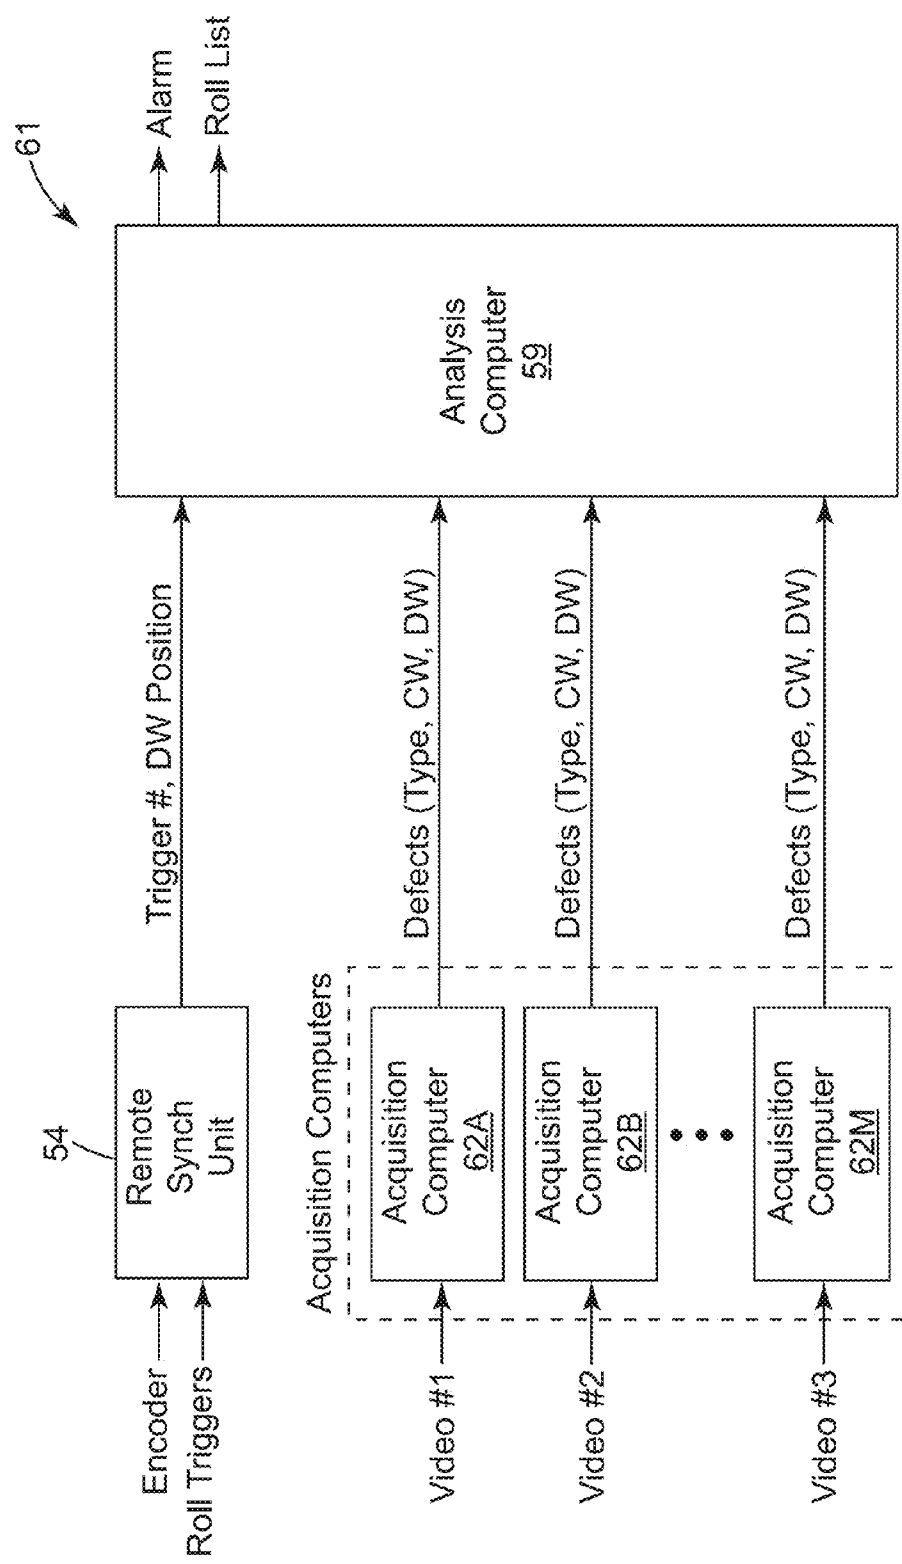 61
54
Encoder
Roll Triggers
Remote
Synch
Unit
Trigger #, DW Position
Alarm
Roll List
Analysis
Computer
59
Acquisition Computers
Video #1
Acquisition
Computer
62A
Defects (Type, CW, DW)
Video #2
Acquisition
Computer
62B
Defects (Type, CW, DW)
Video #3
Acquisition
Computer
62M
Defects (Type, CW, DW)